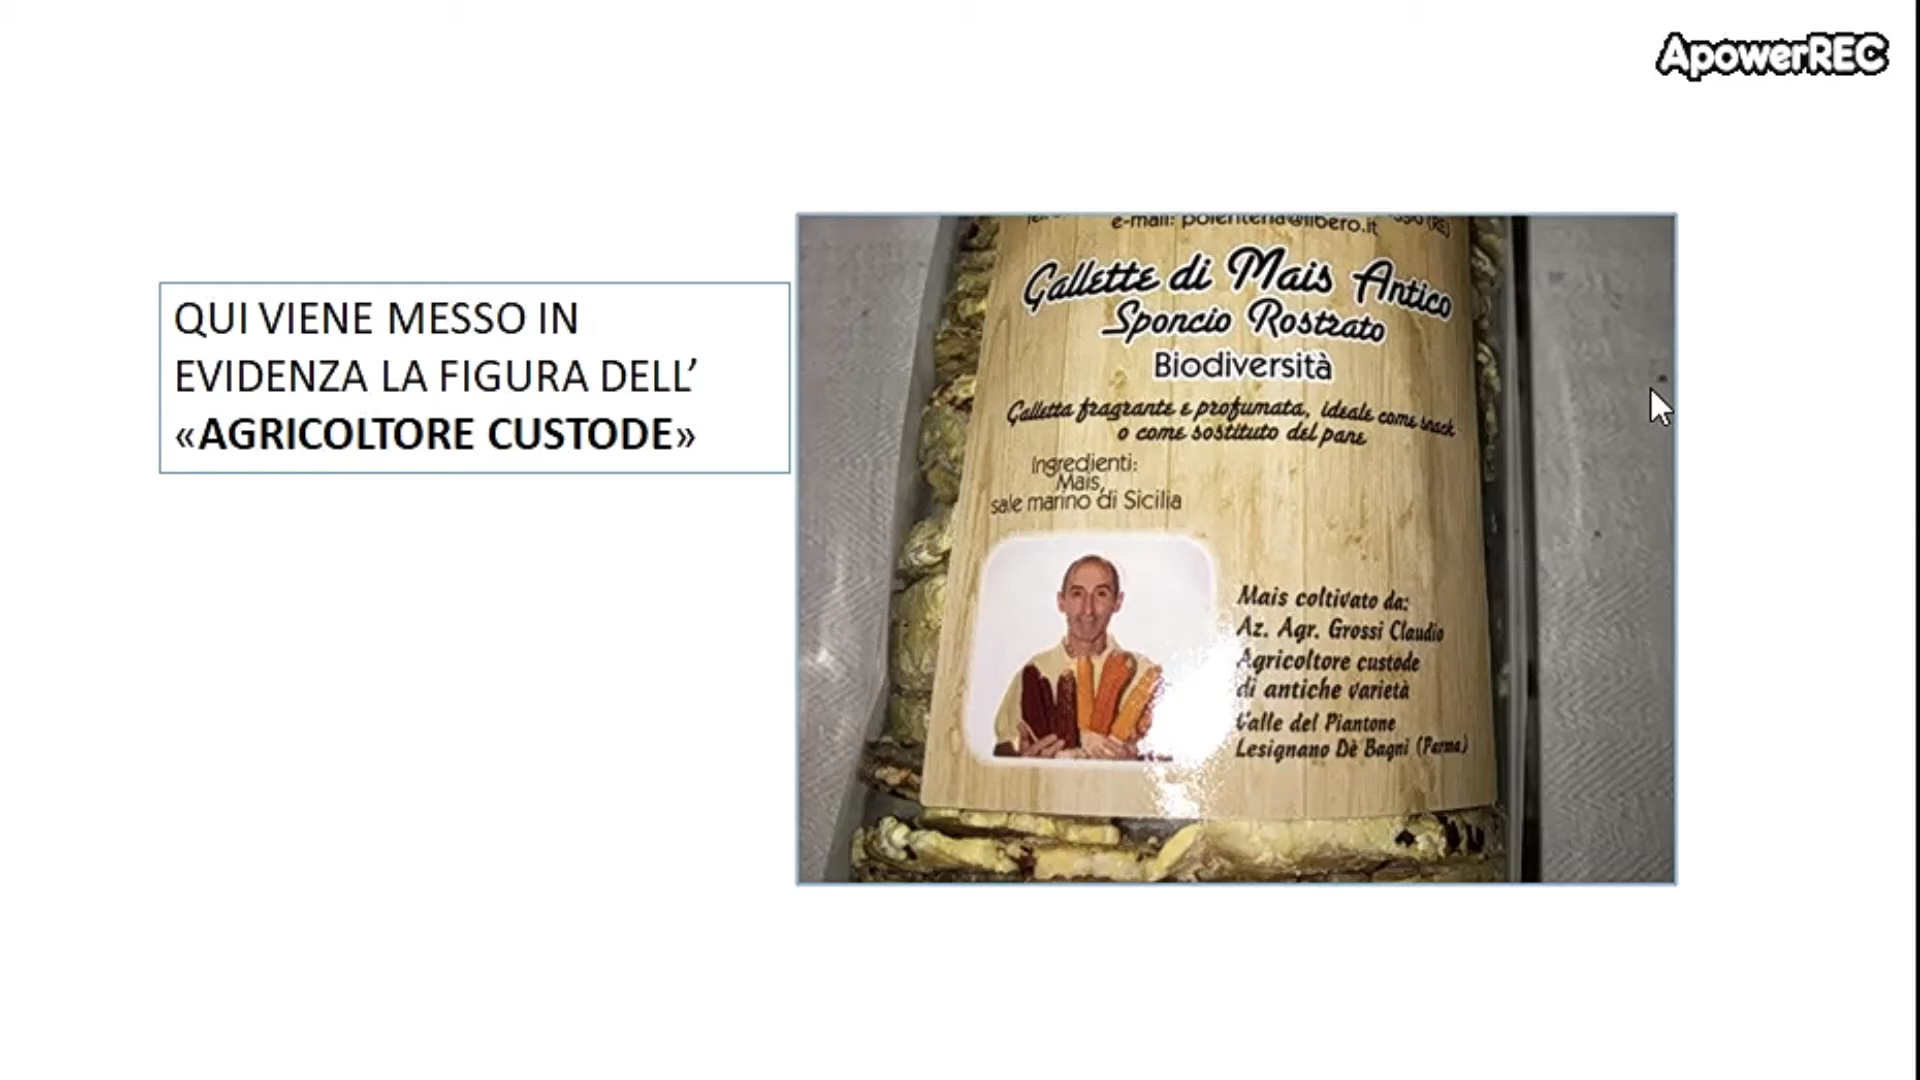 ApowerREC
QUI VIENE MESSO IN
EVIDENZA LA FIGURA DELL’
«AGRICOLTORE CUSTODE»
e-mail: polenteria@libero.it
Gallette di Mais Antico
Sponcio Rostrato
Biodiversità
Galletta fragrante e profumata, ideale come snack
o come sostituto del pane
Ingredienti:
Mais,
sale marino di Sicilia
Mais coltivato da:
Az. Agr. Grossi Claudio
Agricoltore custode
di antiche varietà
Calle del Piantone
Lesignano Dè Bagni (Parma)